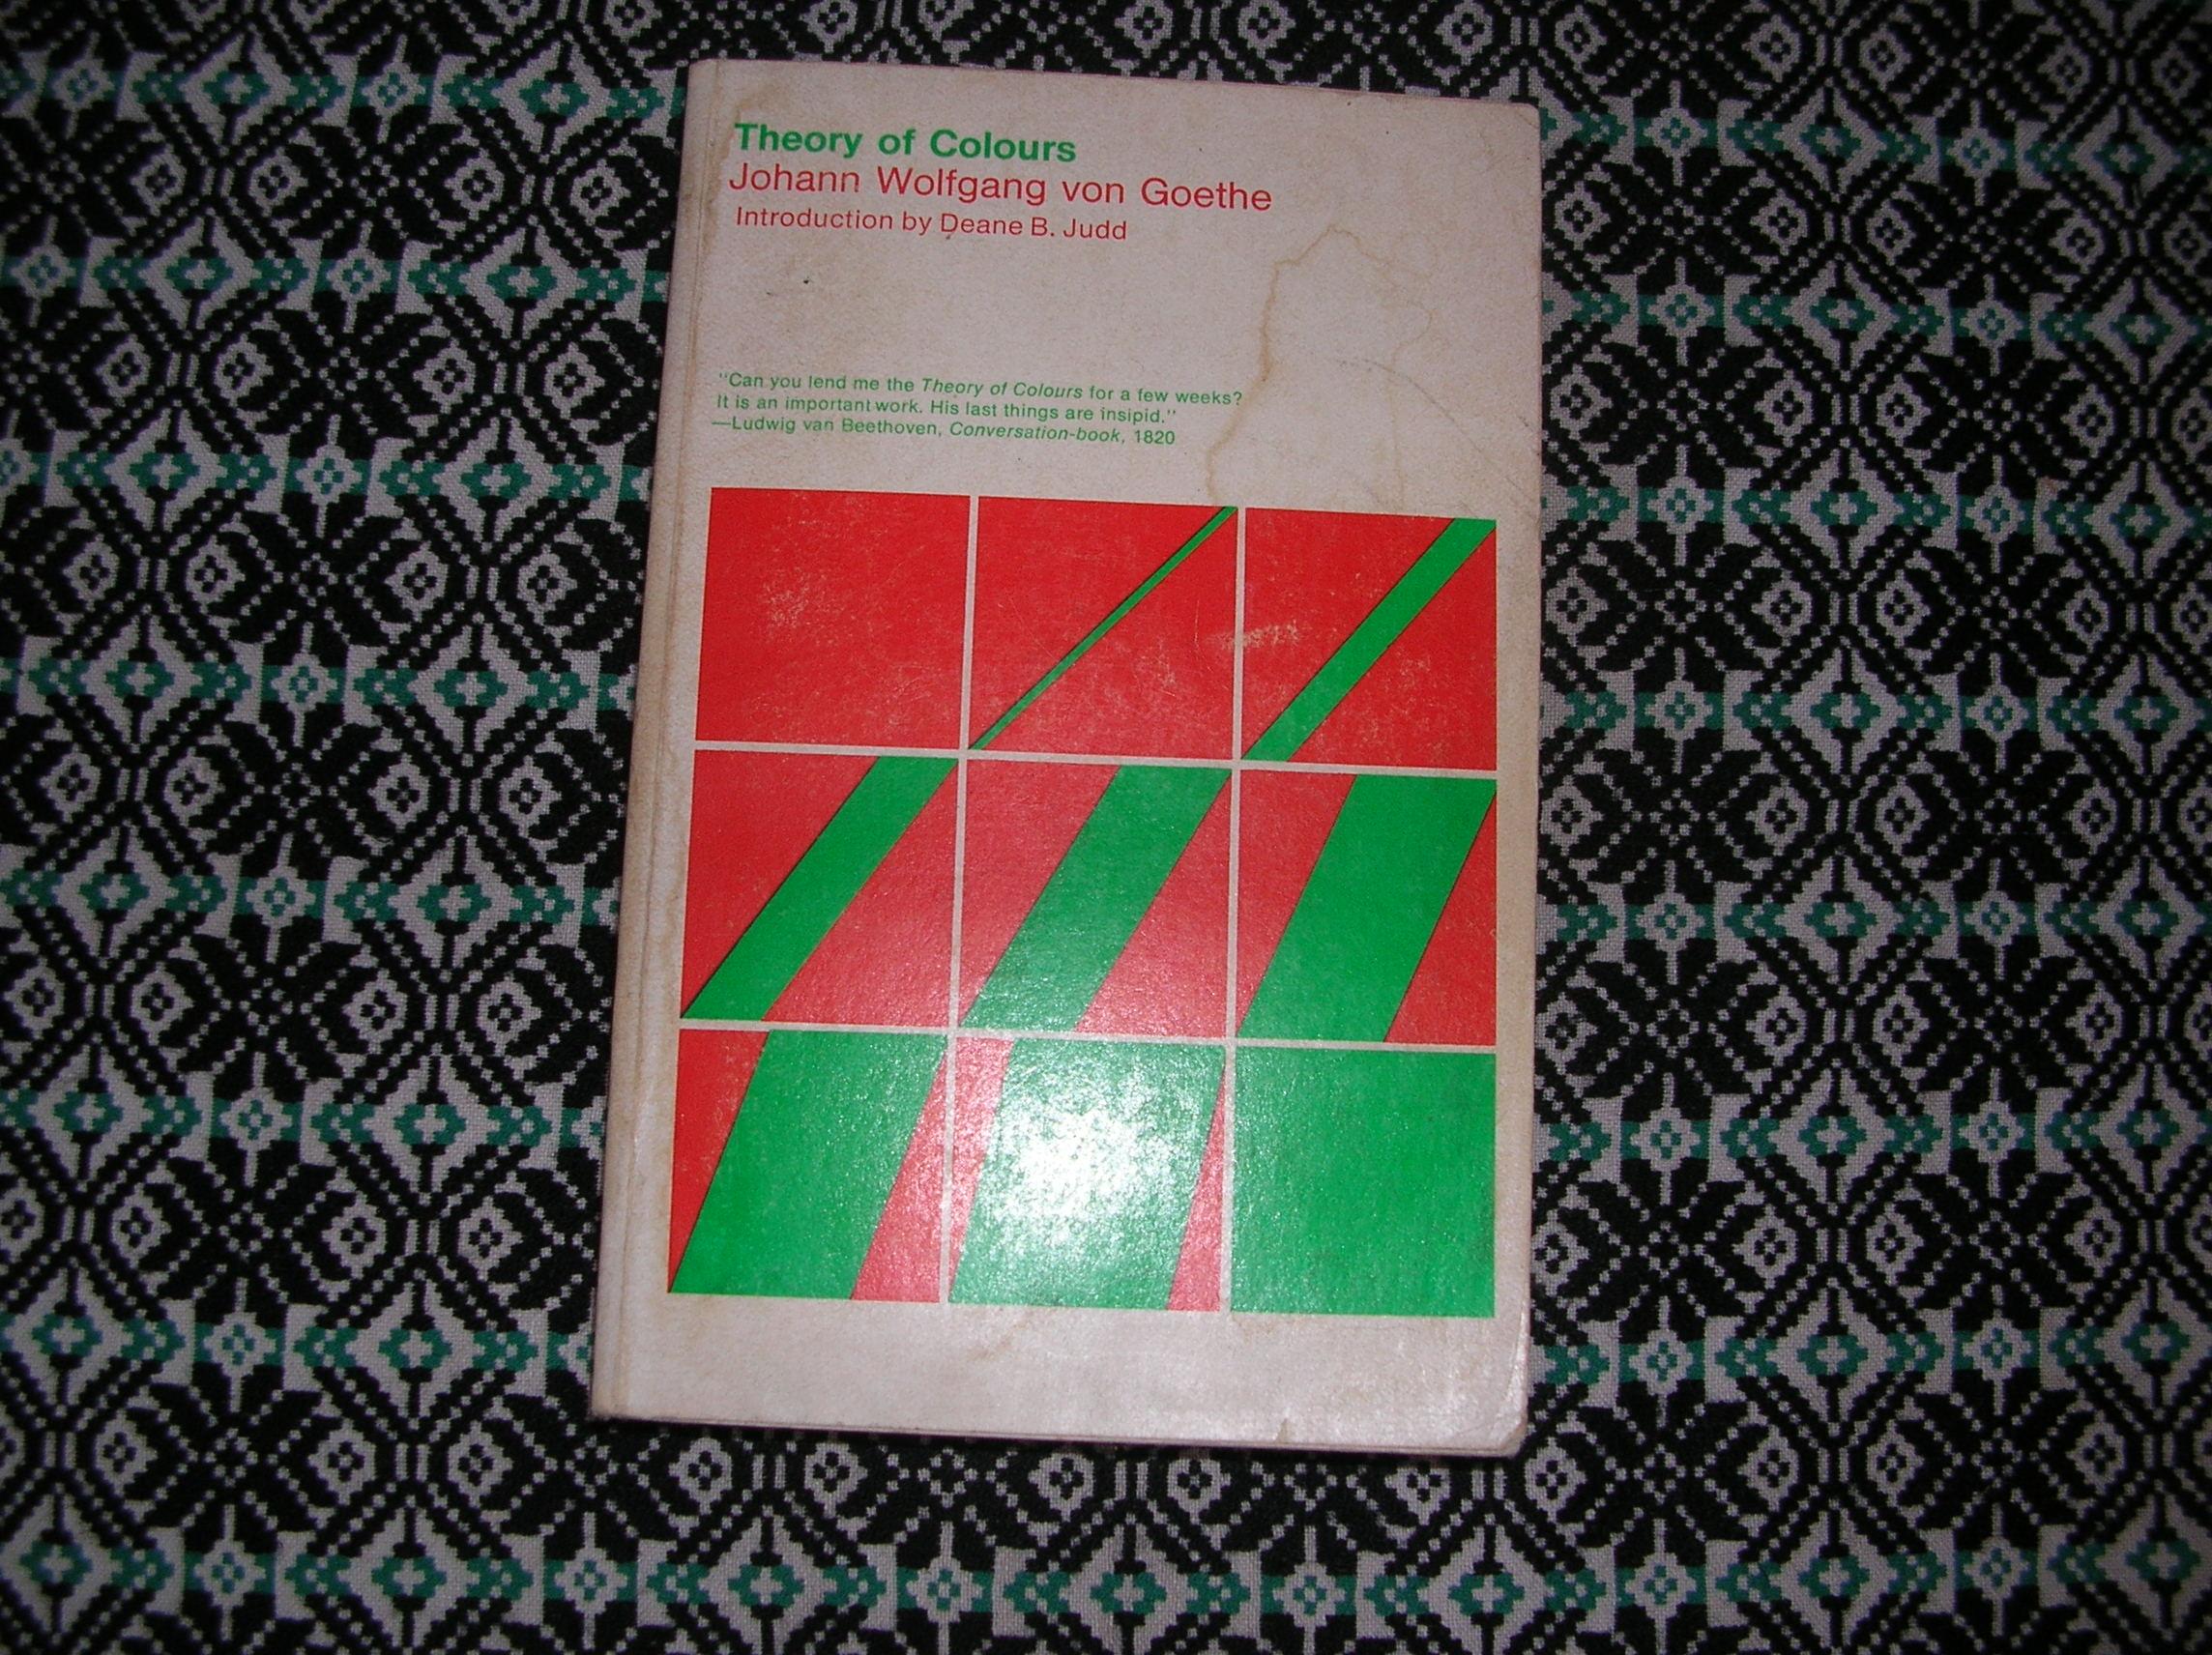 Theory of Colours
Johann Wolfgang von Goethe
Introduction by Deane B. Judd
"Can you lend me the Theory of Colours for a few weeks?
It is an important work. His last things are insipid."
—Ludwig van Beethoven, Conversation-book, 1820